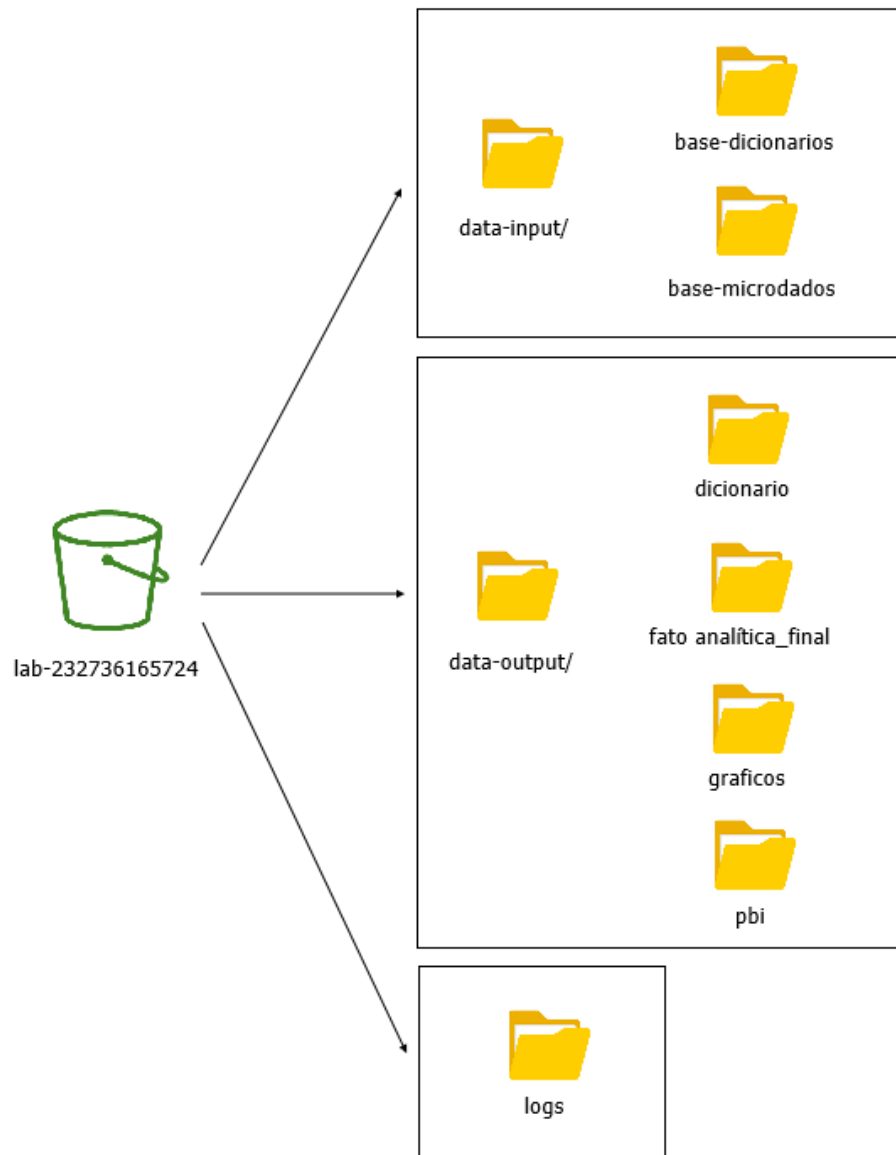 base-dicionarios
data-input/
base-microdados
dicionario
fato analítica_final
data-output/
lab-232736165724
graficos
pbi
logs